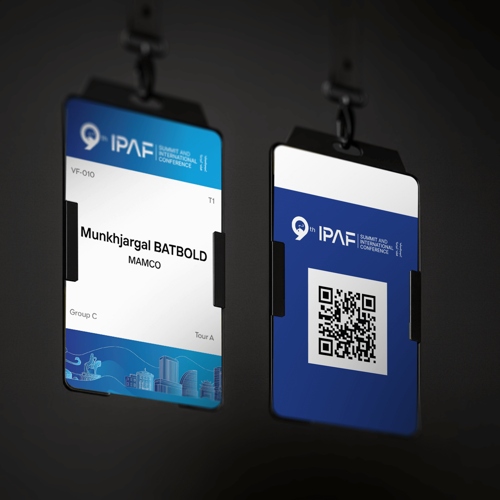 9th IPAF
SUMMIT AND
INTERNATIONAL
CONFERENCE
VF-010
T1
Munkhjargal BATBOLD
MAMCO
Group C
Tour A
9th IPAF
SUMMIT AND
INTERNATIONAL
CONFERENCE